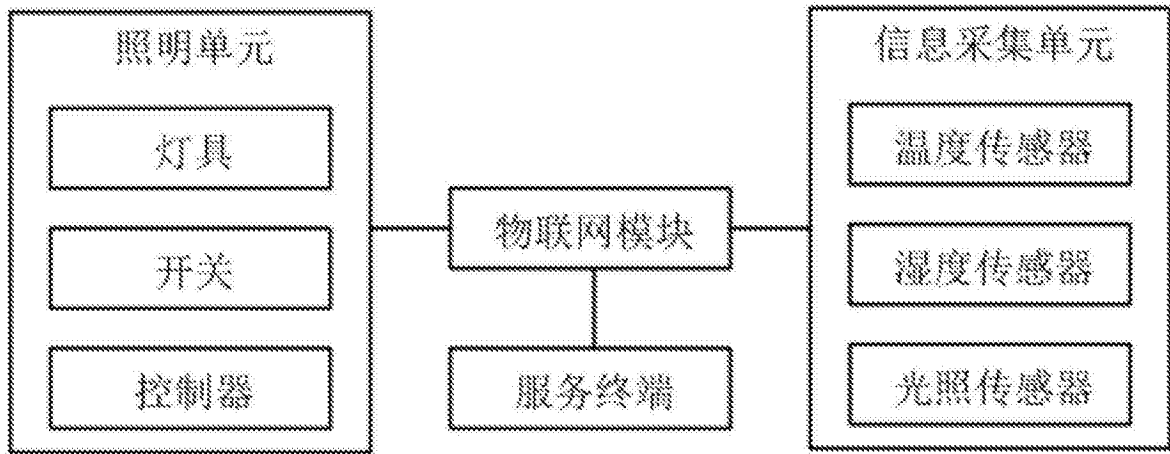 照明单元
灯具
开关
控制器
物联网模块
服务终端
信息采集单元
温度传感器
湿度传感器
光照传感器